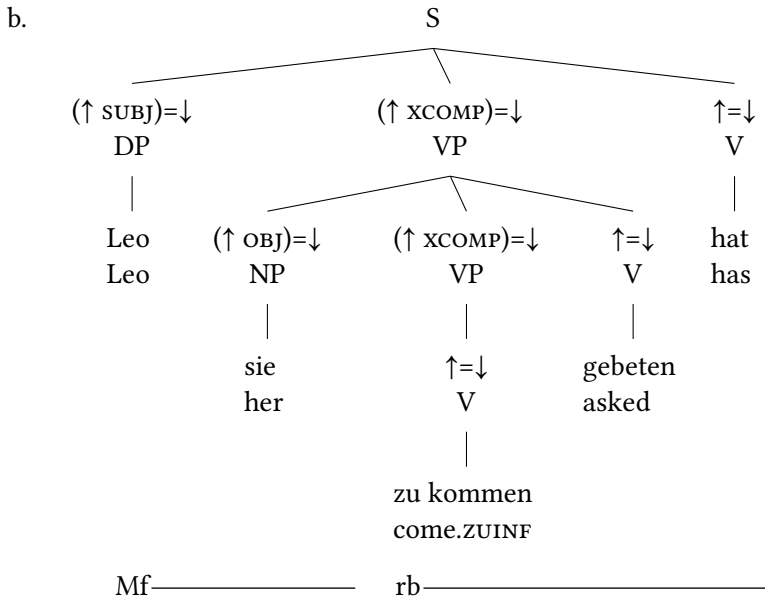 b. S
(↑ SUBJ)=↓ (↑ XCOMP)=↓ ↑=↓
DP VP V
Leo (↑ OBJ)=↓ (↑ XCOMP)=↓ ↑=↓ hat
Leo NP VP V has
sie ↑=↓ gebeten
her V asked
zu kommen
come.ZUINF
Mf rb